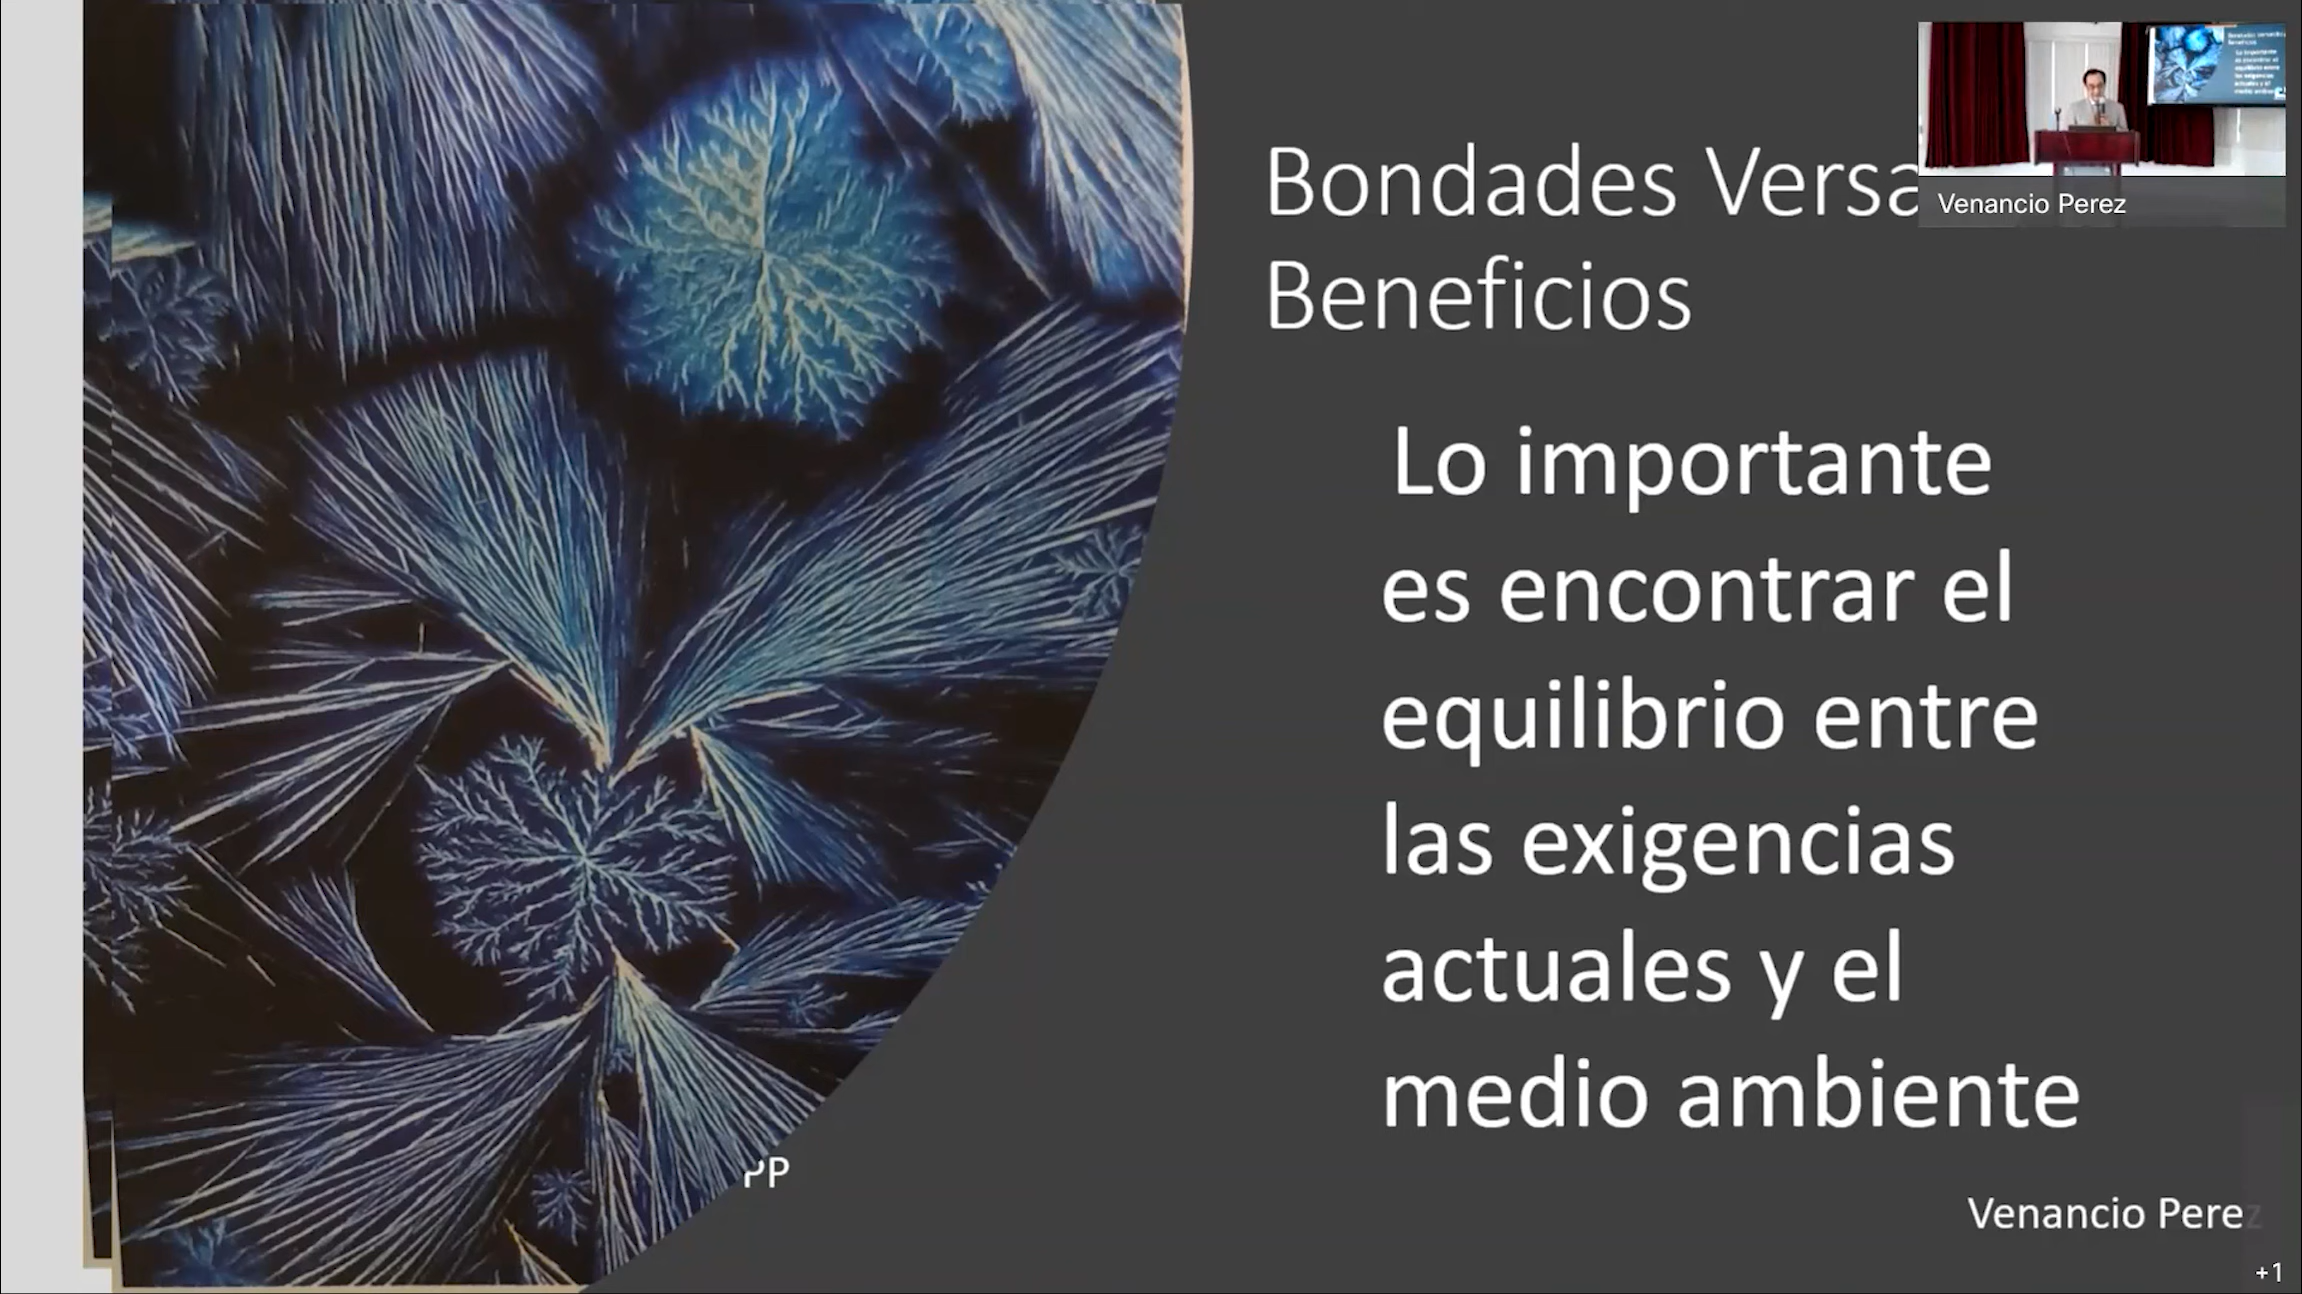 Bondades Versa
Beneficios
Venancio Perez
Lo importante
es encontrar el
equilibrio entre
las exigencias
actuales y el
medio ambiente
PP
Venancio Perez
+1